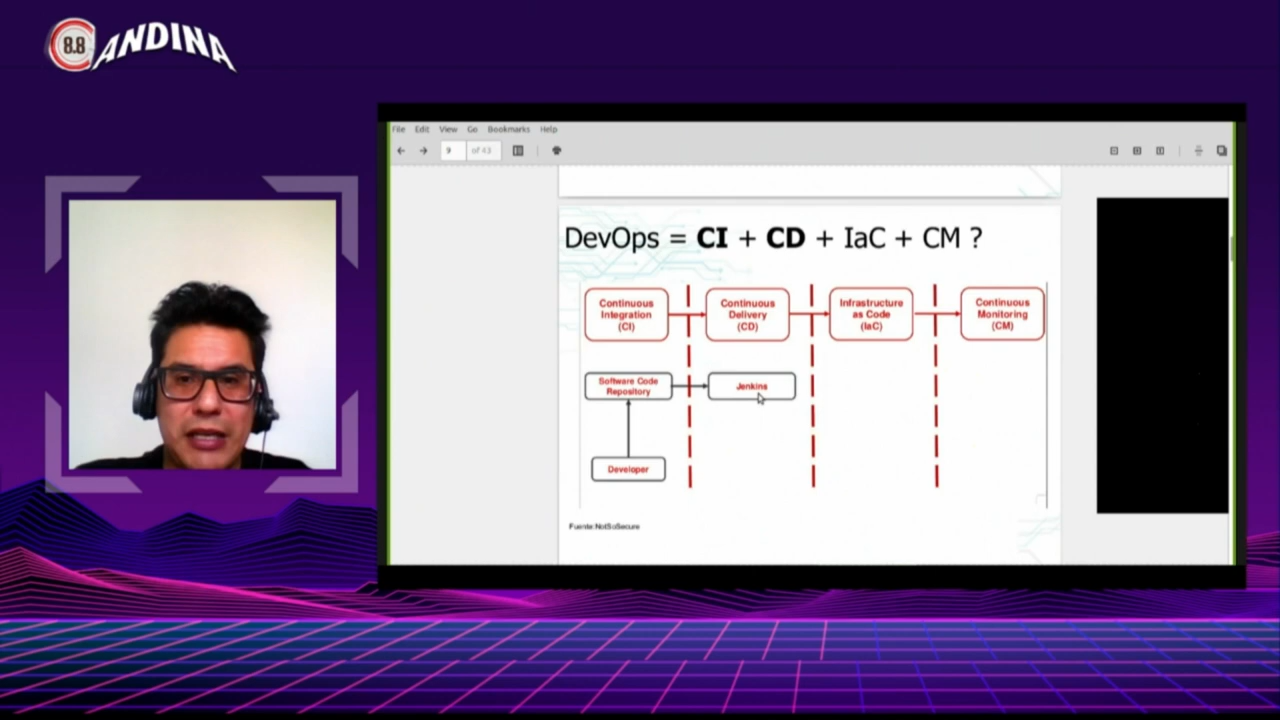 8.8 ANDINA
File Edit View Go Bookmarks Help
9 of 43
DevOps = CI + CD + IaC + CM ?
Continuous
Integration
(CI)
Continuous
Delivery
(CD)
Infrastructure
as Code
(IaC)
Continuous
Monitoring
(CM)
Software Code
Repository
Jenkins
Developer
Fuente:NotSoSecure